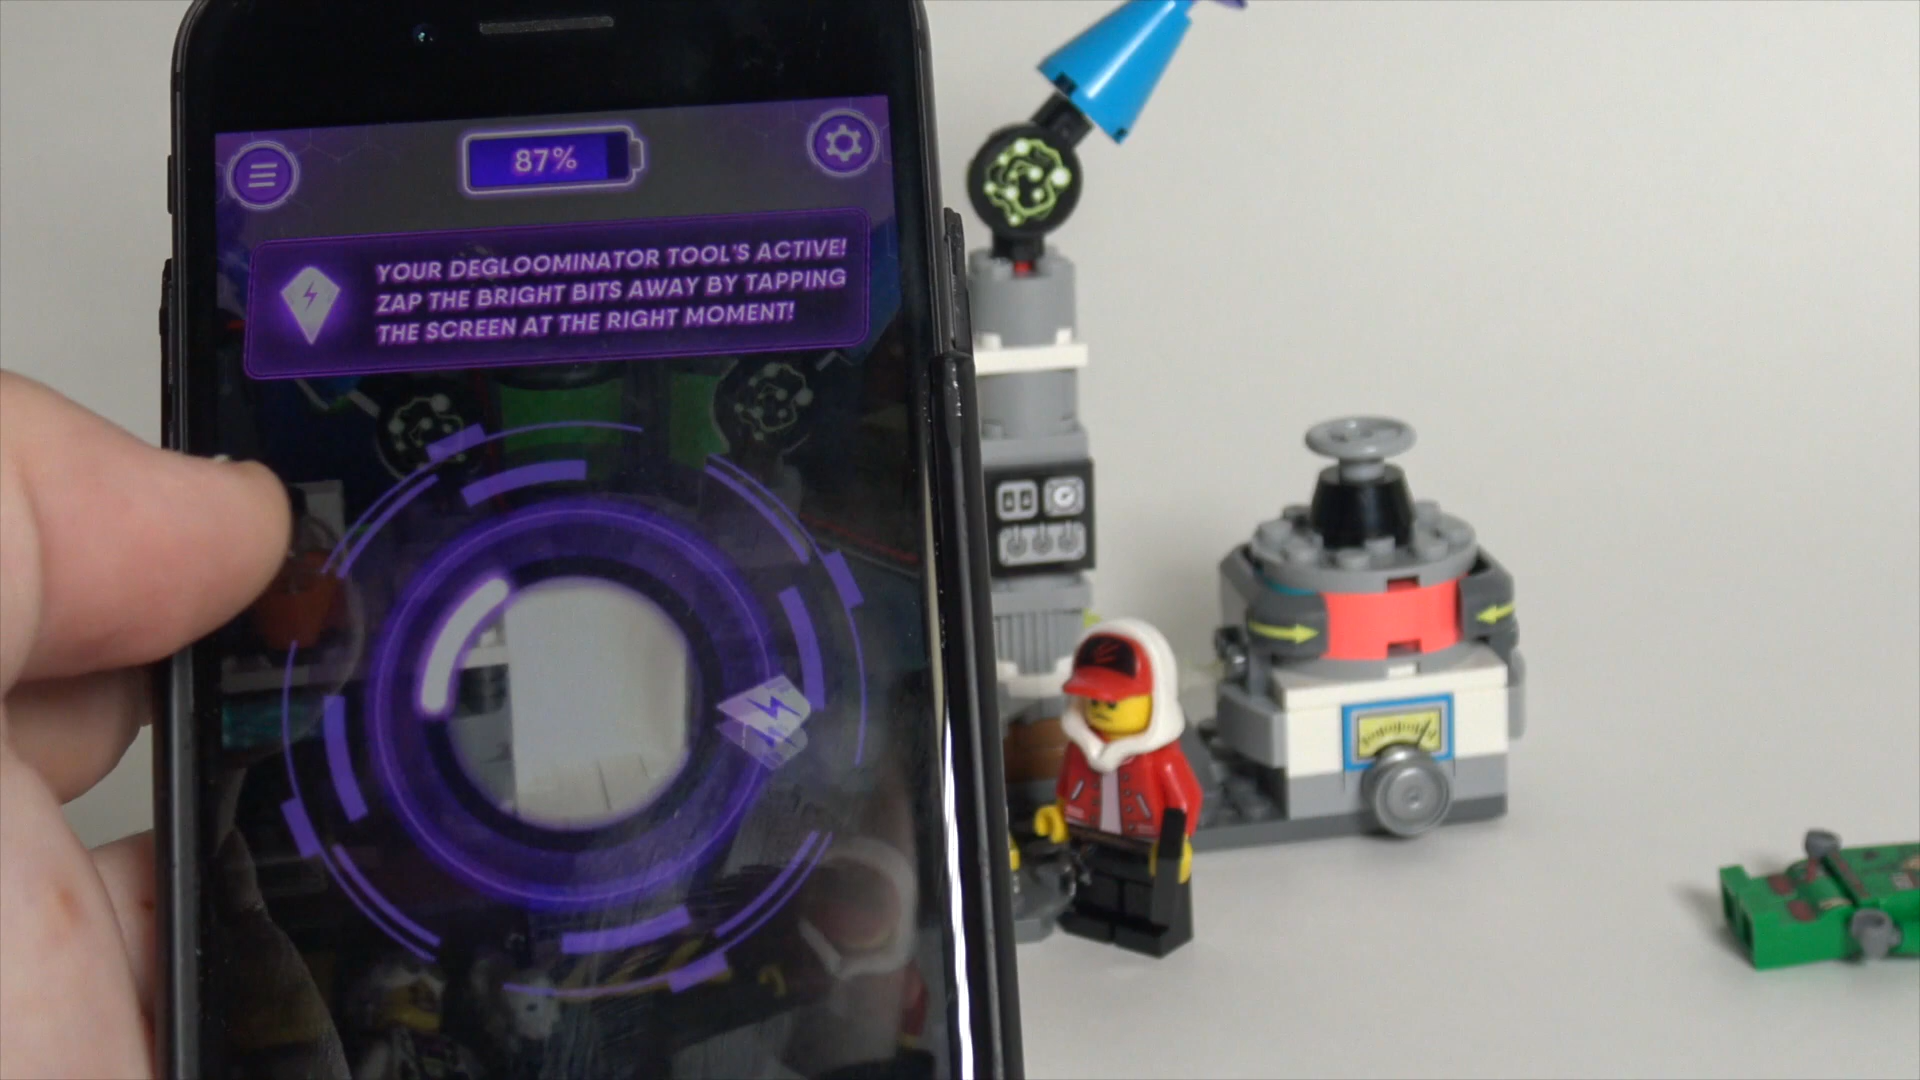 87%
YOUR DEGLOOMINATOR TOOL'S ACTIVE!
ZAP THE BRIGHT BITS AWAY BY TAPPING
THE SCREEN AT THE RIGHT MOMENT!